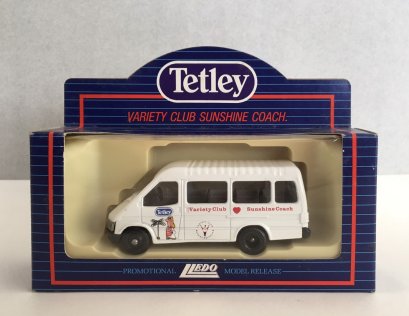 Tetley
VARIETY CLUB SUNSHINE COACH.
Variety Club Sunshine Coach
Tetley
PROMOTIONAL LLEDO MODEL RELEASE